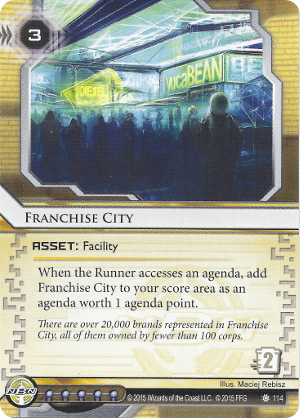 3
DIESEL
YUCABEAN
FRANCHISE CITY
ASSET: Facility
When the Runner accesses an agenda, add
Franchise City to your score area as an
agenda worth 1 agenda point.
There are over 20,000 brands represented in Franchise
City, all of them owned by fewer than 100 corps.
2
Illus. Maciej Rebisz
NBN
© 2015 Wizards of the Coast LLC. © 2015 FFG
114